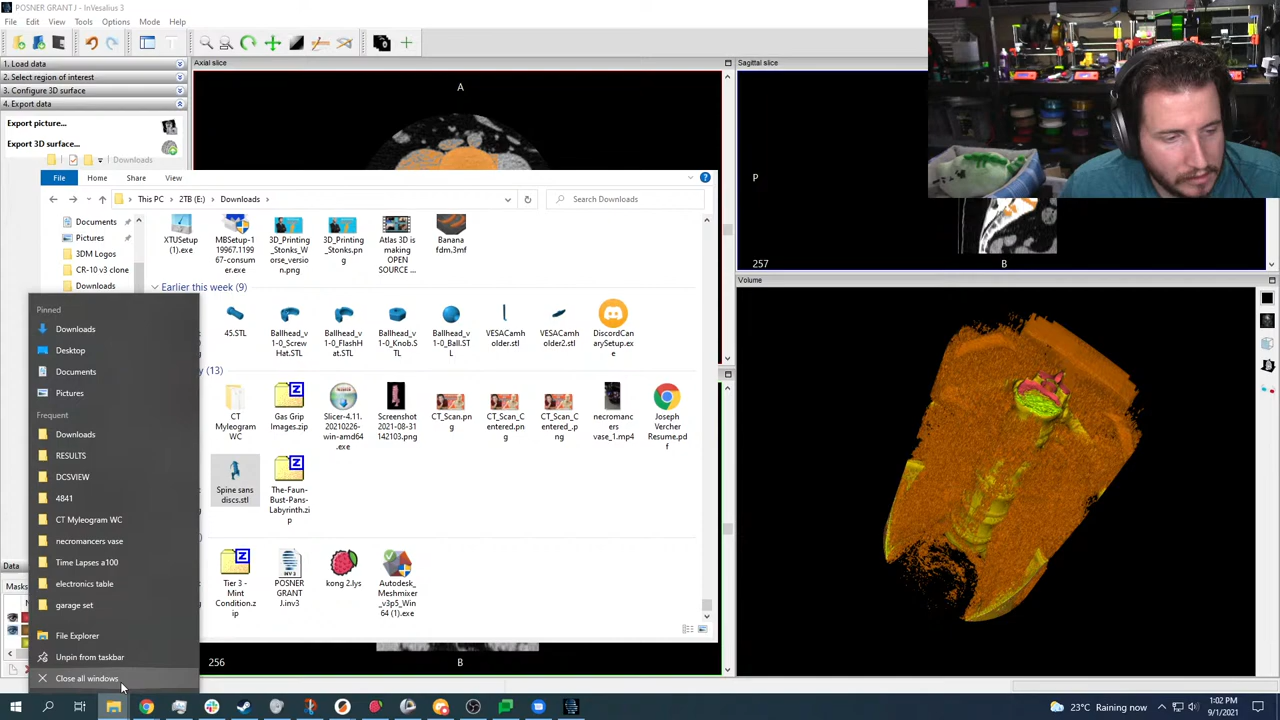 POSNER GRANT J - InVesalius 3
File Edit View Tools Options Mode Help
1. Load data
2. Select region of interest
3. Configure 3D surface
4. Export data
Export picture...
Export 3D surface...
Downloads
Axial slice
A
Sagittal slice
P
257
B
Volume
File Home Share View
This PC 2TB (E:) Downloads
Search Downloads
Documents
Pictures
3DM Logos
CR-10 v3 clone
Downloads
XTUSetup
(1).exe
MBSetup-1
19967.1199
67-consum
er.exe
3D_Printing
_Stonks_W
orse_version
n.png
3D_Printing
_Stonks.pn
g
Atlas 3D is
making
OPEN
SOURCE ...
Banana
fdm.3mf
Earlier this week (9)
45.STL
Ballhead_v
1-0_Screw
Hat.STL
Ballhead_v
1-0_FlashH
at.STL
Ballhead_v
1-0_Knob.S
TL
Ballhead_v
1-0_Ball.ST
L
VESACamh
older.stl
VESACamh
older2.stl
DiscordCan
arySetup.ex
e
(13)
CT
Myleogram
WC
Gas Grip
Images.zip
Slicer-4.11.
20210226-
win-amd64
.exe
Screenshot
2021-08-31
142103.png
CT_Scan.pn
g
CT_Scan_C
entered.pn
g
CT_Scan_C
entered_.p
ng
necromanc
ers
vase_1.mp4
Joseph
Vercher
Resume.pd
f
Spine sans
discs.stl
The-Faun-
Bust-Pans-
Labyrinth.zi
p
Tier 3 -
Mint
Condition.z
ip
POSNER
GRANT
J.inv3
kong 2.lys
Autodesk_
Meshmixer
_v3p5_Win
64 (1).exe
Pinned
Downloads
Desktop
Documents
Pictures
Frequent
Downloads
RESULTS
DCSVIEW
4841
CT Myleogram WC
necromancers vase
Time Lapses a100
electronics table
garage set
File Explorer
Unpin from taskbar
Close all windows
Data
Masks
256
B
23°C Raining now
1:02 PM
9/1/2021